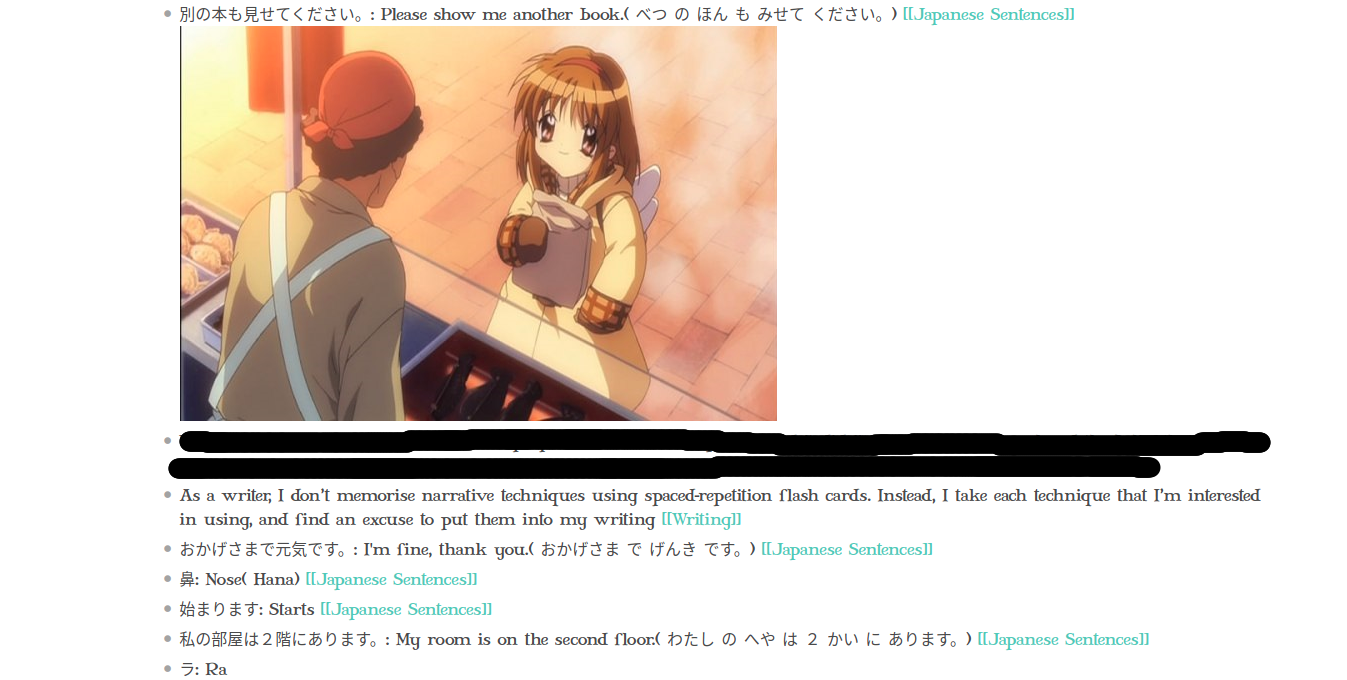 別の本も見せてください。: Please show me another book.( べつ の ほん も みせて ください。) [[Japanese Sentences]]
As a writer, I don't memorise narrative techniques using spaced-repetition flash cards. Instead, I take each technique that I'm interested
in using, and find an excuse to put them into my writing [[Writing]]
おかげさまで元気です。: I'm fine, thank you.( おかげさま で げんき です。) [[Japanese Sentences]]
鼻: Nose( Hana) [[Japanese Sentences]]
始まります: Starts [[Japanese Sentences]]
私の部屋は２階にあります。: My room is on the second floor.( わたし の へや は ２ かい に あります。) [[Japanese Sentences]]
ラ: Ra